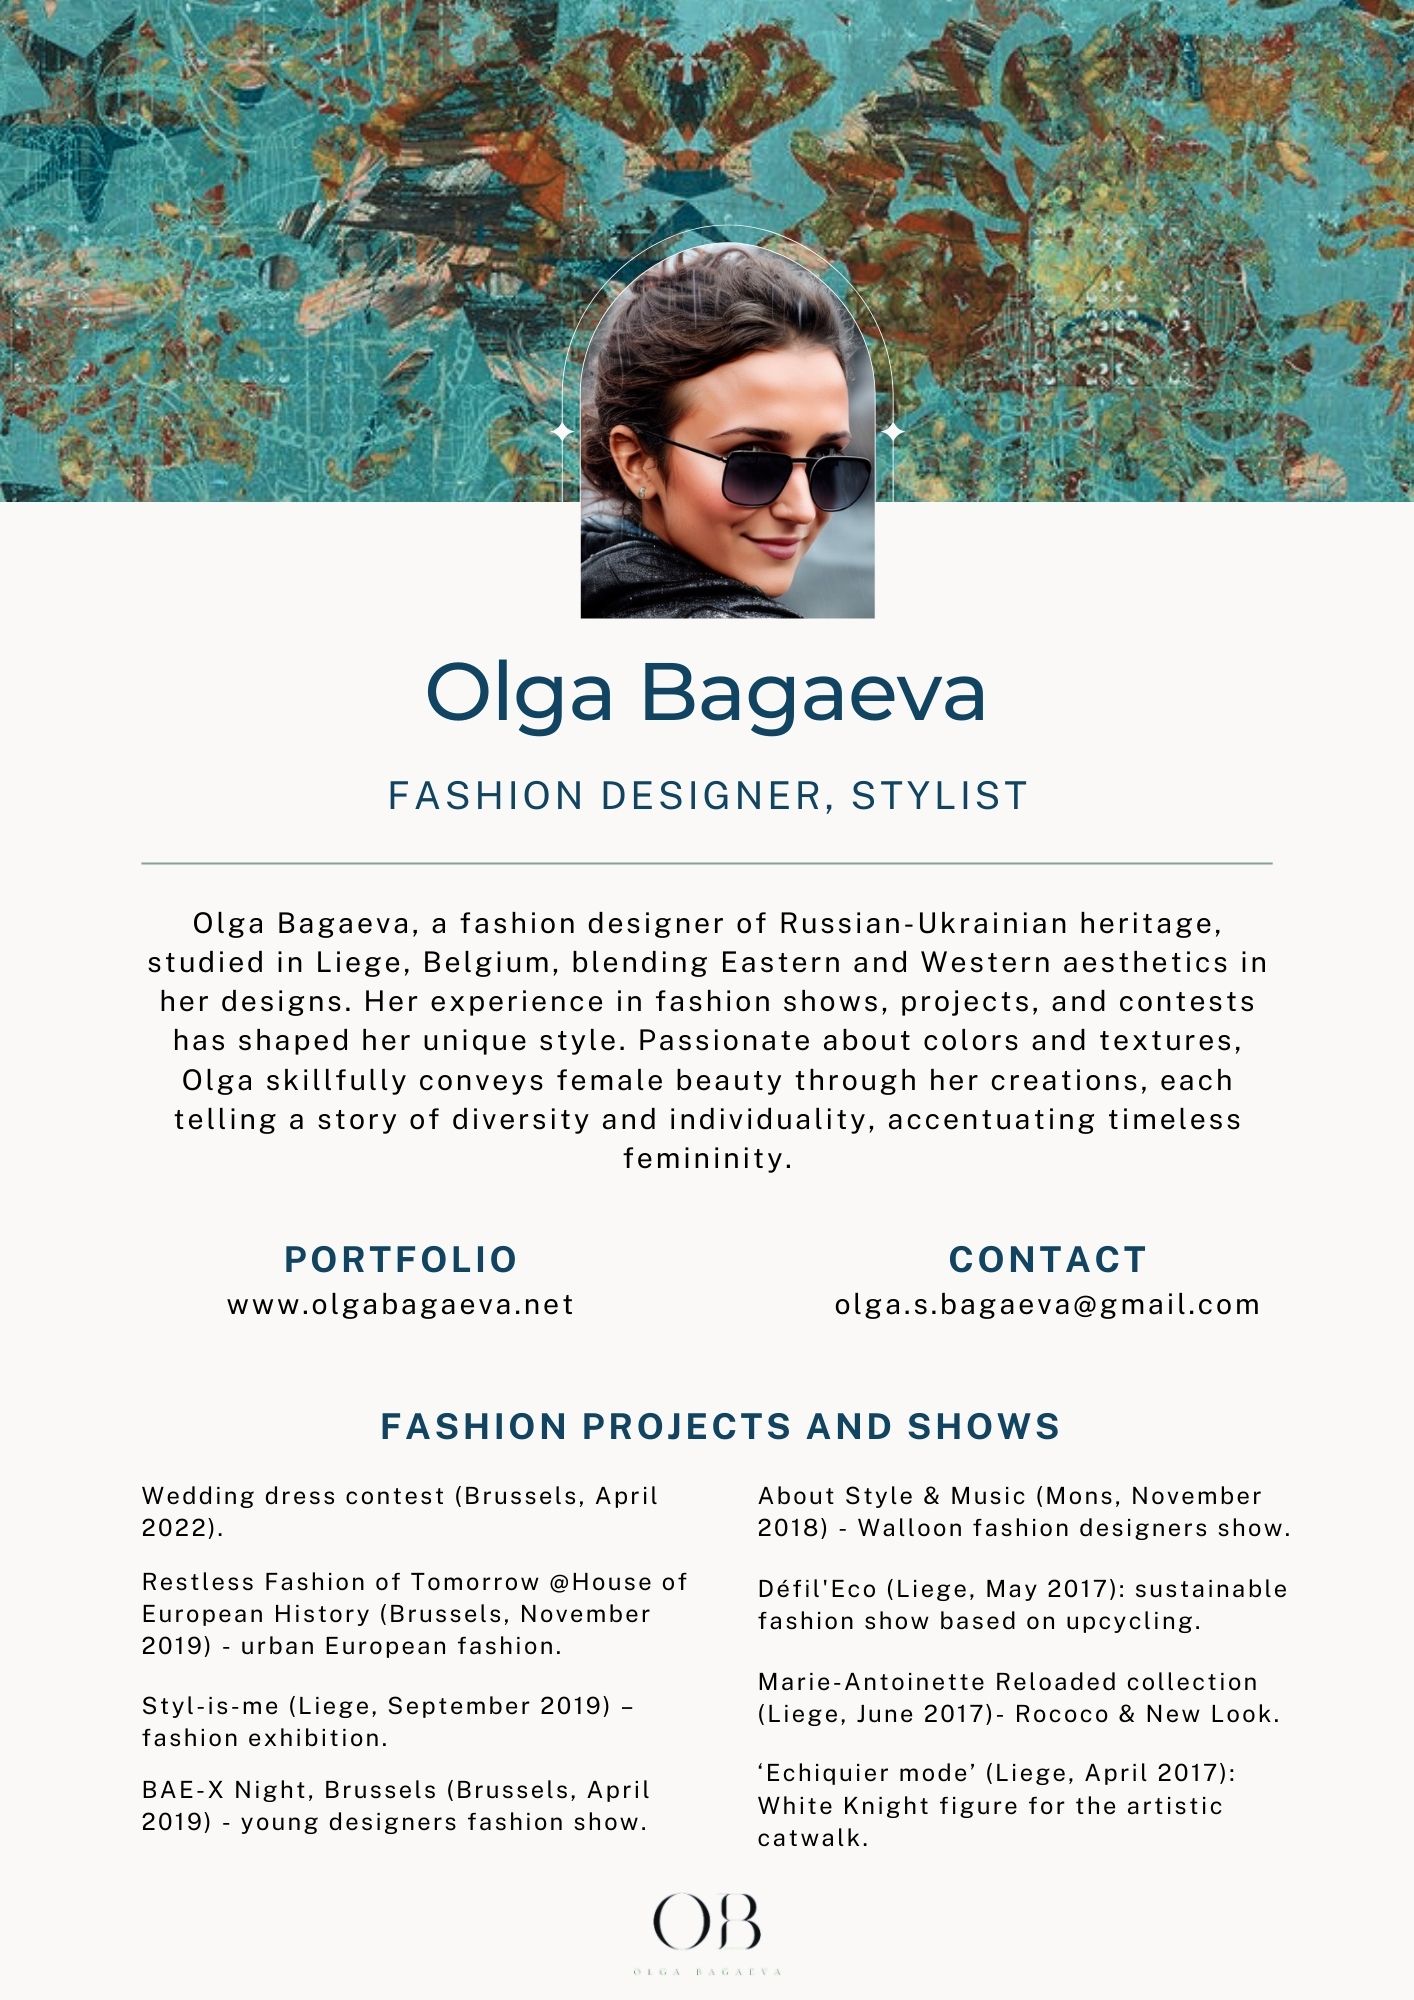 Olga Bagaeva
FASHION DESIGNER, STYLIST
Olga Bagaeva, a fashion designer of Russian-Ukrainian heritage,
studied in Liege, Belgium, blending Eastern and Western aesthetics in
her designs. Her experience in fashion shows, projects, and contests
has shaped her unique style. Passionate about colors and textures,
Olga skillfully conveys female beauty through her creations, each
telling a story of diversity and individuality, accentuating timeless
femininity.
PORTFOLIO
www.olgabagaeva.net
CONTACT
olga.s.bagaeva@gmail.com
FASHION PROJECTS AND SHOWS
Wedding dress contest (Brussels, April
2022).
Restless Fashion of Tomorrow @House of
European History (Brussels, November
2019) - urban European fashion.
Styl-is-me (Liege, September 2019) –
fashion exhibition.
BAE-X Night, Brussels (Brussels, April
2019) - young designers fashion show.
About Style & Music (Mons, November
2018) - Walloon fashion designers show.
Défil'Eco (Liege, May 2017): sustainable
fashion show based on upcycling.
Marie-Antoinette Reloaded collection
(Liege, June 2017)- Rococo & New Look.
‘Echiquier mode’ (Liege, April 2017):
White Knight figure for the artistic
catwalk.
OB
OLGA BAGAEVA